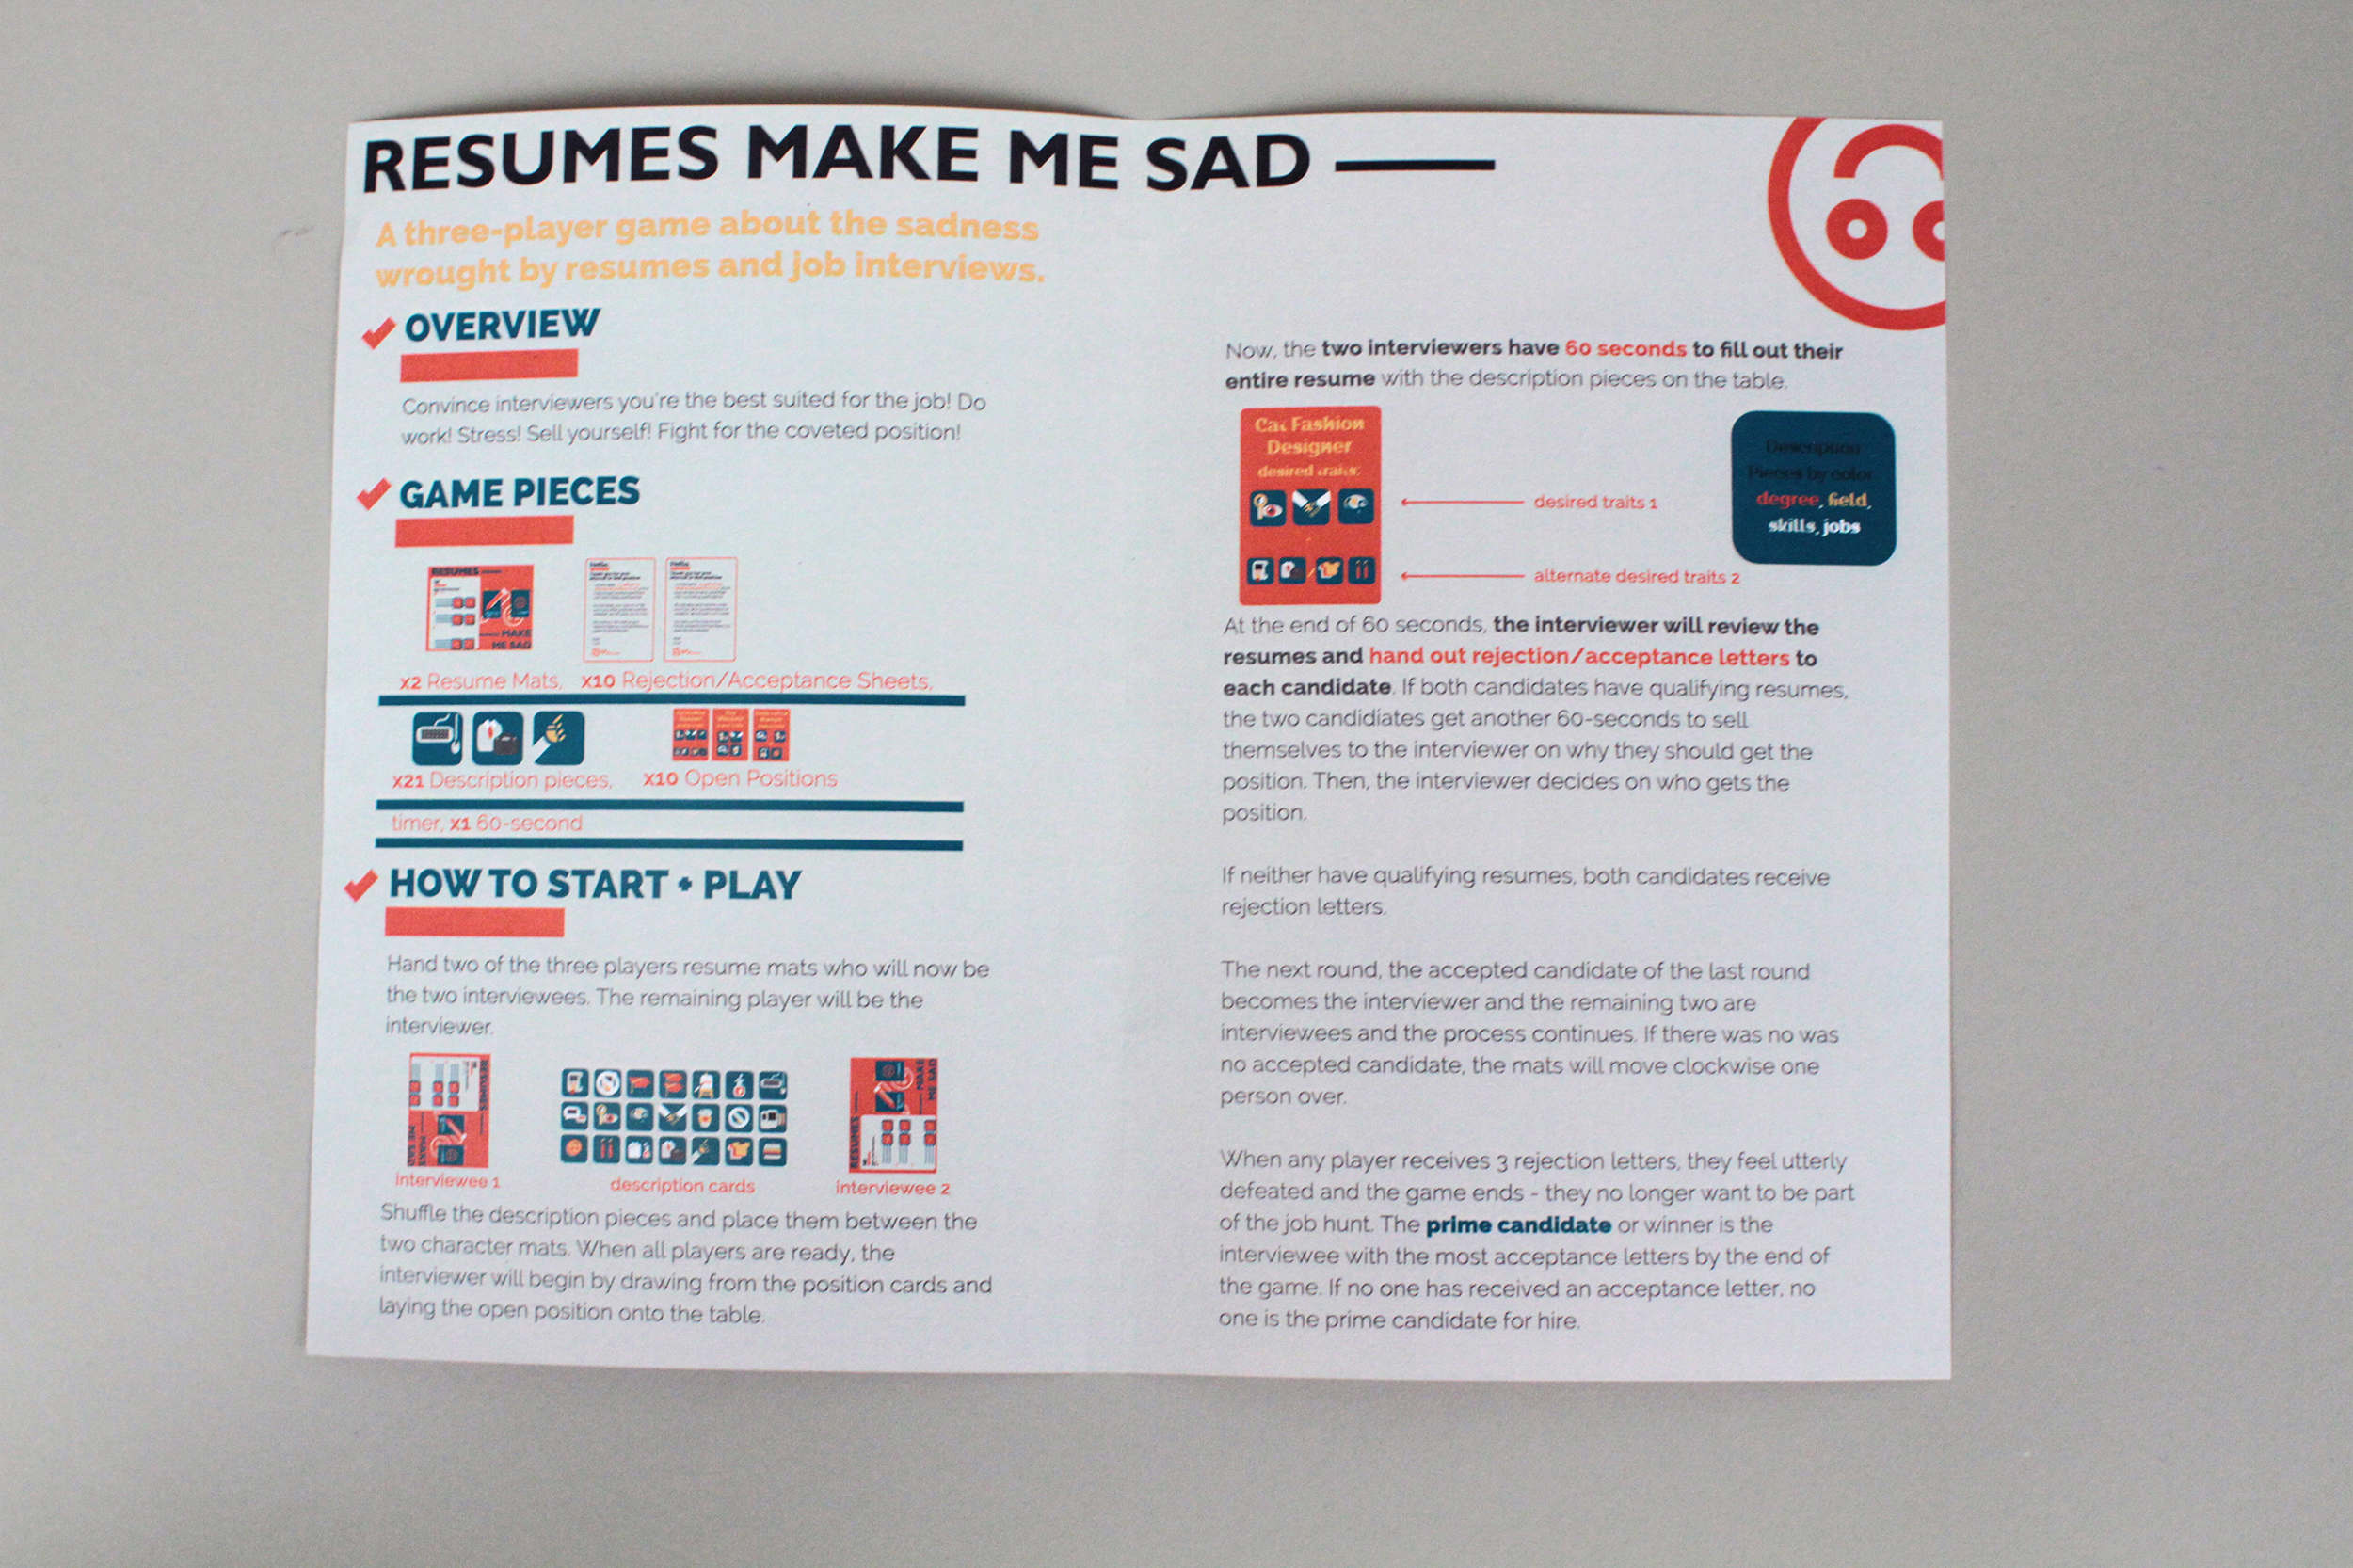 RESUMES MAKE ME SAD
A three-player game about the sadness
wrought by resumes and job interviews.
OVERVIEW
Convince interviewers you're the best suited for the job! Do
work! Stress! Sell yourself! Fight for the coveted position!
GAME PIECES
RESUMES
MAKE
ME SAD
x2 Resume Mats, x10 Rejection/Acceptance Sheets,
x21 Description pieces, x10 Open Positions
timer, x1 60-second
HOW TO START + PLAY
Hand two of the three players resume mats who will now be
the two interviewees. The remaining player will be the
interviewer.
RESUMES
MAKE
ME SAD
RESUMES
MAKE
ME SAD
Interviewee 1
description cards
interviewee 2
Shuffle the description pieces and place them between the
two character mats. When all players are ready, the
interviewer will begin by drawing from the position cards and
laying the open position onto the table.
Now, the two interviewers have 60 seconds to fill out their
entire resume with the description pieces on the table.
Cat Fashion
Designer
desired traits:
desired traits 1
alternate desired traits 2
Description
Pieces by color
degree, field,
skills, jobs
At the end of 60 seconds, the interviewer will review the
resumes and hand out rejection/acceptance letters to
each candidate. If both candidates have qualifying resumes,
the two candidiates get another 60-seconds to sell
themselves to the interviewer on why they should get the
position. Then, the interviewer decides on who gets the
position.
If neither have qualifying resumes, both candidates receive
rejection letters.
The next round, the accepted candidate of the last round
becomes the interviewer and the remaining two are
interviewees and the process continues. If there was no was
no accepted candidate, the mats will move clockwise one
person over.
When any player receives 3 rejection letters, they feel utterly
defeated and the game ends - they no longer want to be part
of the job hunt. The prime candidate or winner is the
interviewee with the most acceptance letters by the end of
the game. If no one has received an acceptance letter, no
one is the prime candidate for hire.